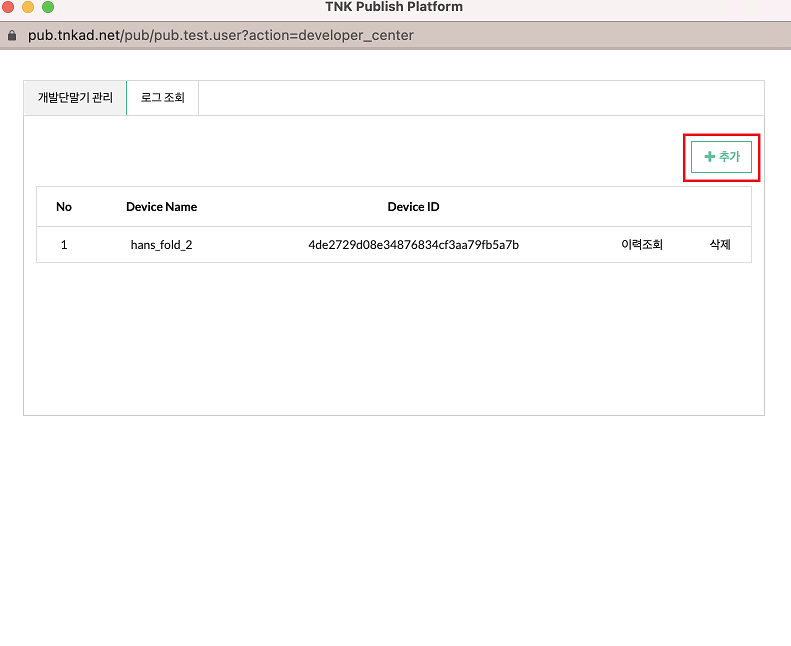 TNK Publish Platform
pub.tnkad.net/pub/pub.test.user?action=developer_center
개발단말기 관리 로그 조회
+ 추가
No Device Name Device ID
1 hans_fold_2 4de2729d08e34876834cf3aa79fb5a7b 이력조회 삭제